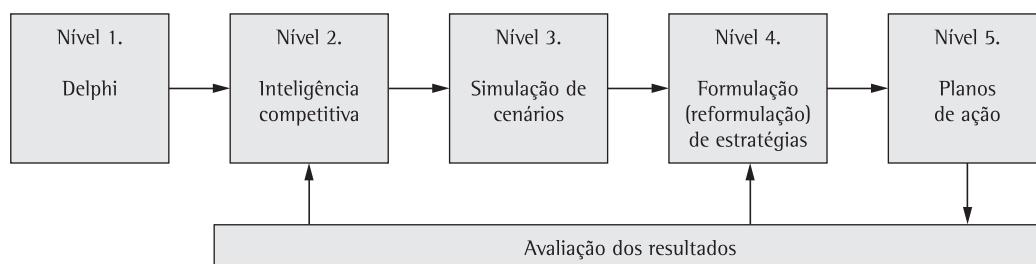 Nível 1.
Delphi
Nível 2.
Inteligência
competitiva
Nível 3.
Simulação de
cenários
Nível 4.
Formulação
(reformulação)
de estratégias
Nível 5.
Planos
de ação
Avaliação dos resultados